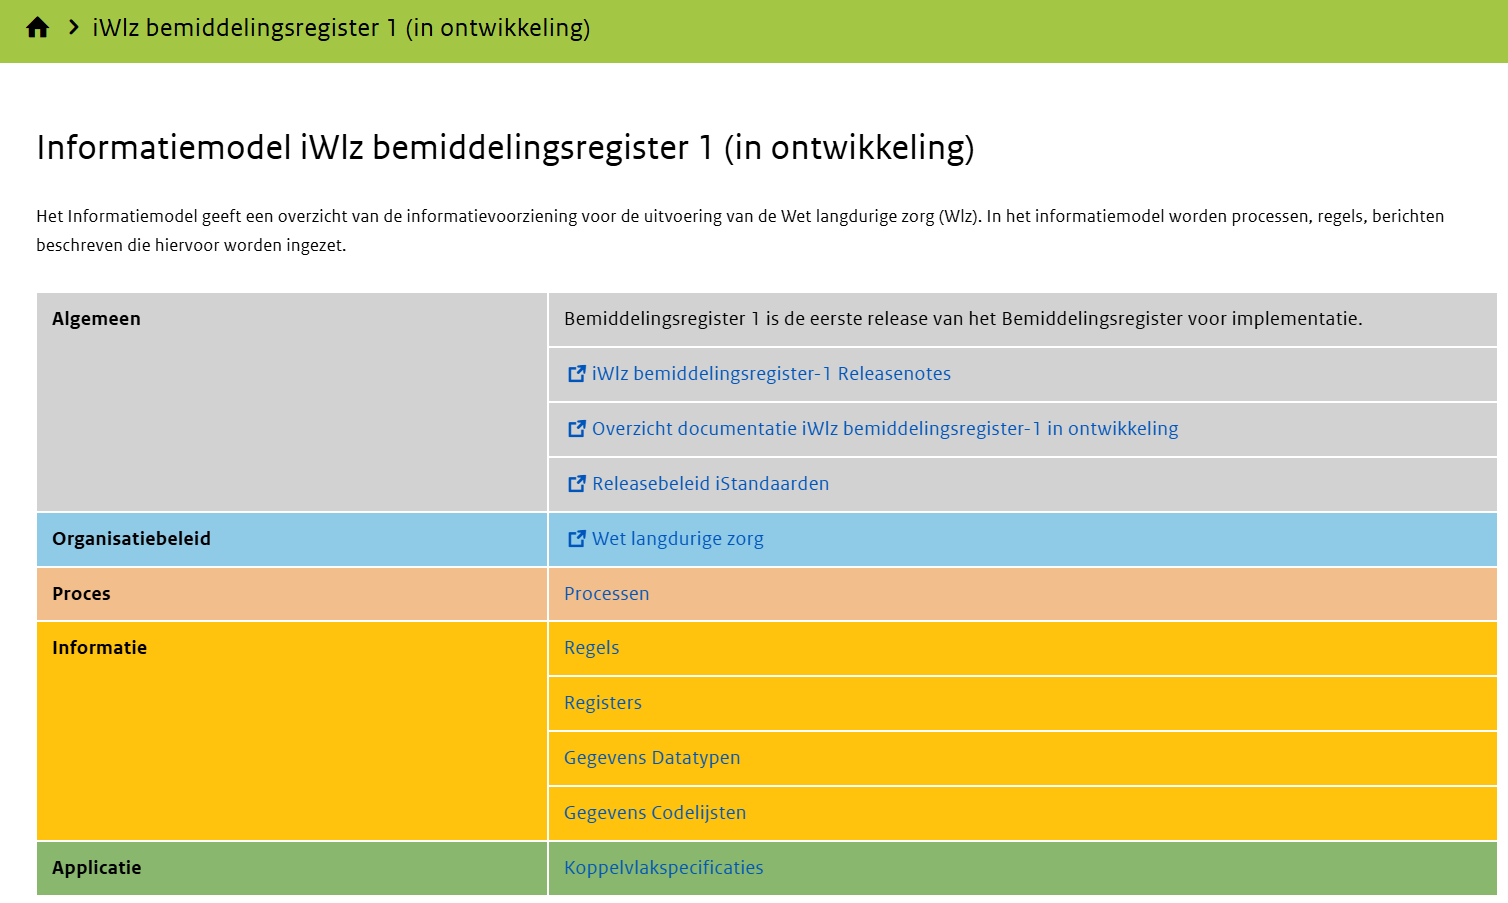 iWlz bemiddelingsregister 1 (in ontwikkeling)
Informatiemodel iWlz bemiddelingsregister 1 (in ontwikkeling)
Het Informatiemodel geeft een overzicht van de informatievoorziening voor de uitvoering van de Wet langdurige zorg (Wlz). In het informatiemodel worden processen, regels, berichten
beschreven die hiervoor worden ingezet.
Algemeen
Bemiddelingsregister 1 is de eerste release van het Bemiddelingsregister voor implementatie.
iWlz bemiddelingsregister-1 Releasenotes
Overzicht documentatie iWlz bemiddelingsregister-1 in ontwikkeling
Releasebeleid iStandaarden
Organisatiebeleid
Wet langdurige zorg
Proces
Processen
Informatie
Regels
Registers
Gegevens Datatypen
Gegevens Codelijsten
Applicatie
Koppelvlakspecificaties